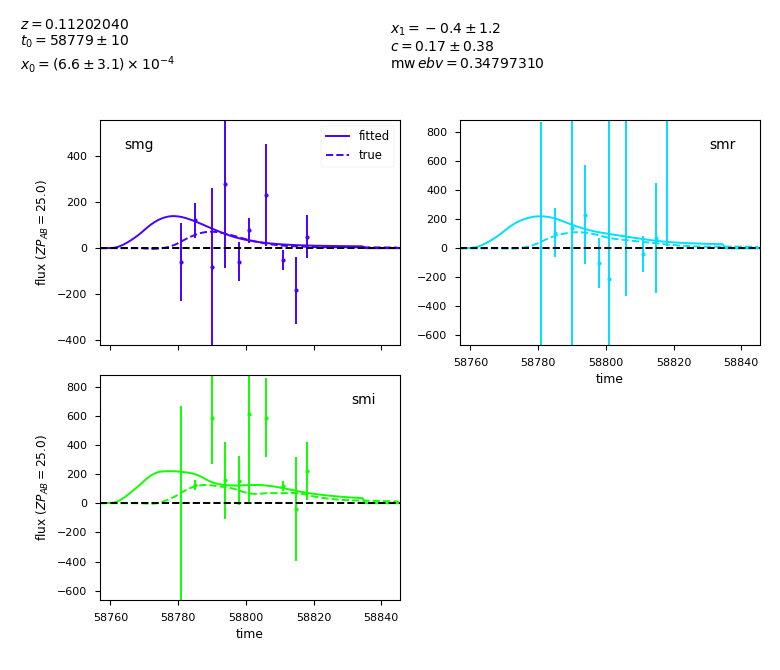 z = 0.11202040
t₀ = 58779 ± 10
x₀ = (6.6 ± 3.1) × 10⁻⁴
x₁ = −0.4 ± 1.2
c = 0.17 ± 0.38
mw ebv = 0.34797310
smg
fitted
true
400
200
0
−200
−400
flux (ZP_AB = 25.0)
smr
800
600
400
200
0
−200
−400
−600
58760 58780 58800 58820 58840
time
smi
800
600
400
200
0
−200
−400
−600
flux (ZP_AB = 25.0)
58760 58780 58800 58820 58840
time